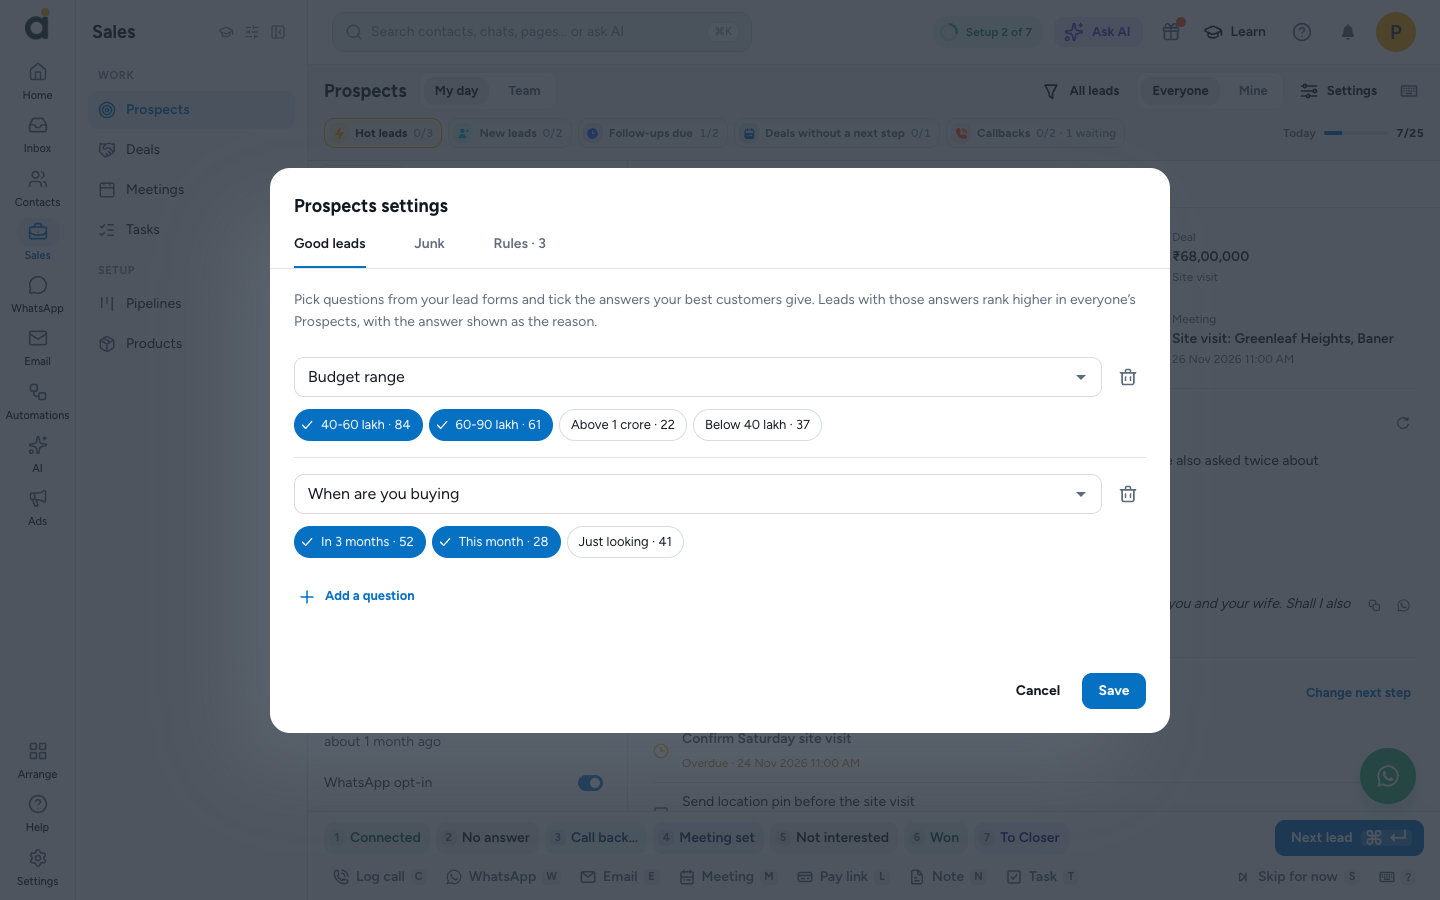 Sales
Search contacts, chats, pages... or ask AI
⌘K
Setup 2 of 7
Ask AI
Learn
P
Home
Inbox
Contacts
Sales
WhatsApp
Email
Automations
AI
Ads
Arrange
Help
Settings
WORK
Prospects
Deals
Meetings
Tasks
SETUP
Pipelines
Products
Prospects
My day
Team
All leads
Everyone
Mine
Settings
Hot leads 0/3
New leads 0/2
Follow-ups due 1/2
Deals without a next step 0/1
Callbacks 0/2 · 1 waiting
Today
7/25
Prospects settings
Good leads
Junk
Rules · 3
Pick questions from your lead forms and tick the answers your best customers give. Leads with those answers rank higher in everyone's
Prospects, with the answer shown as the reason.
Budget range
40-60 lakh · 84
60-90 lakh · 61
Above 1 crore · 22
Below 40 lakh · 37
When are you buying
In 3 months · 52
This month · 28
Just looking · 41
Add a question
Cancel
Save
Deal
₹68,00,000
Site visit
Meeting
Site visit: Greenleaf Heights, Baner
26 Nov 2026 11:00 AM
also asked twice about
you and your wife. Shall I also
Change next step
about 1 month ago
WhatsApp opt-in
Confirm Saturday site visit
Overdue · 24 Nov 2026 11:00 AM
Send location pin before the site visit
1 Connected
2 No answer
3 Call back...
4 Meeting set
5 Not interested
6 Won
7 To Closer
Next lead ⌘
Log call C
WhatsApp W
Email E
Meeting M
Pay link L
Note N
Task T
Skip for now S
?